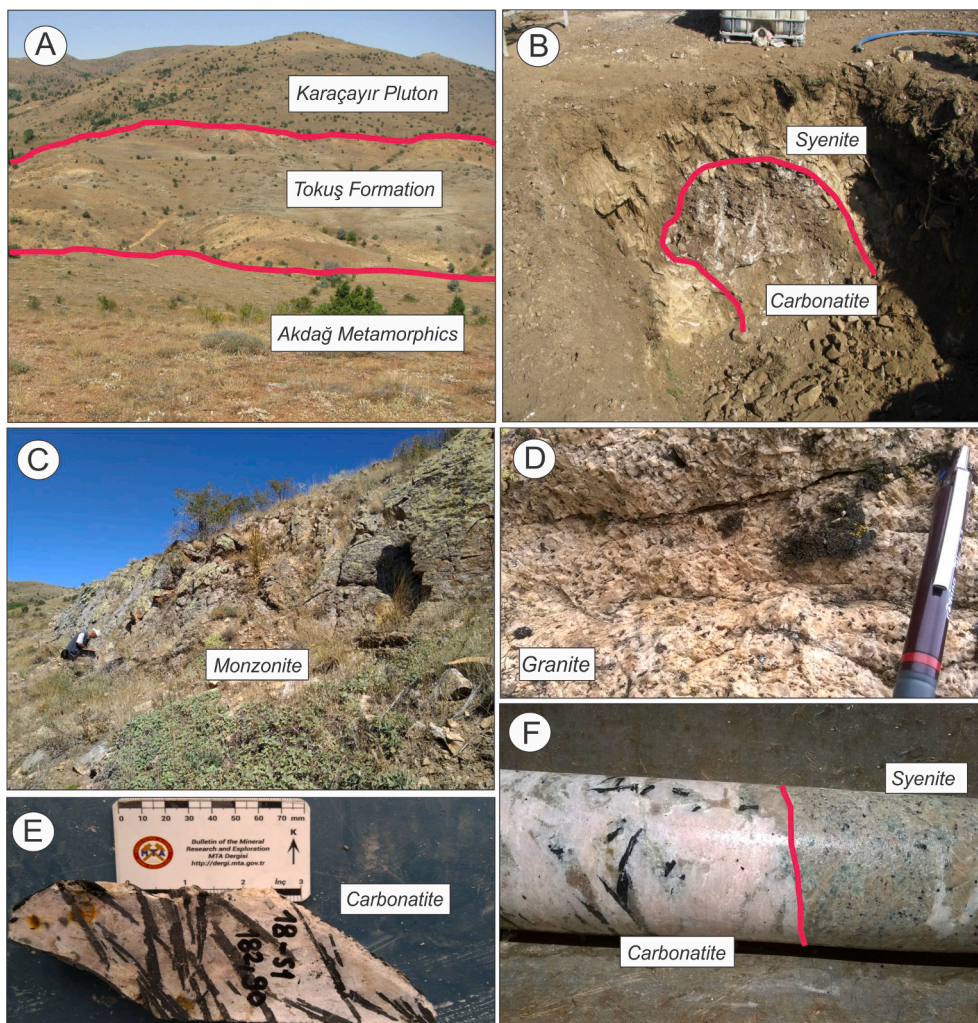 A
Karaçayır Pluton
Tokuş Formation
Akdağ Metamorphics
B
Syenite
Carbonatite
C
Monzonite
D
Granite
E
0 10 20 30 40 50 60 70 mm
Bulletin of the Mineral
Research and Exploration
MTA Dergisi
http://dergi.mta.gov.tr
K
MTA
0 1 2 İnç 3
Carbonatite
18-51
182.90
F
Syenite
Carbonatite